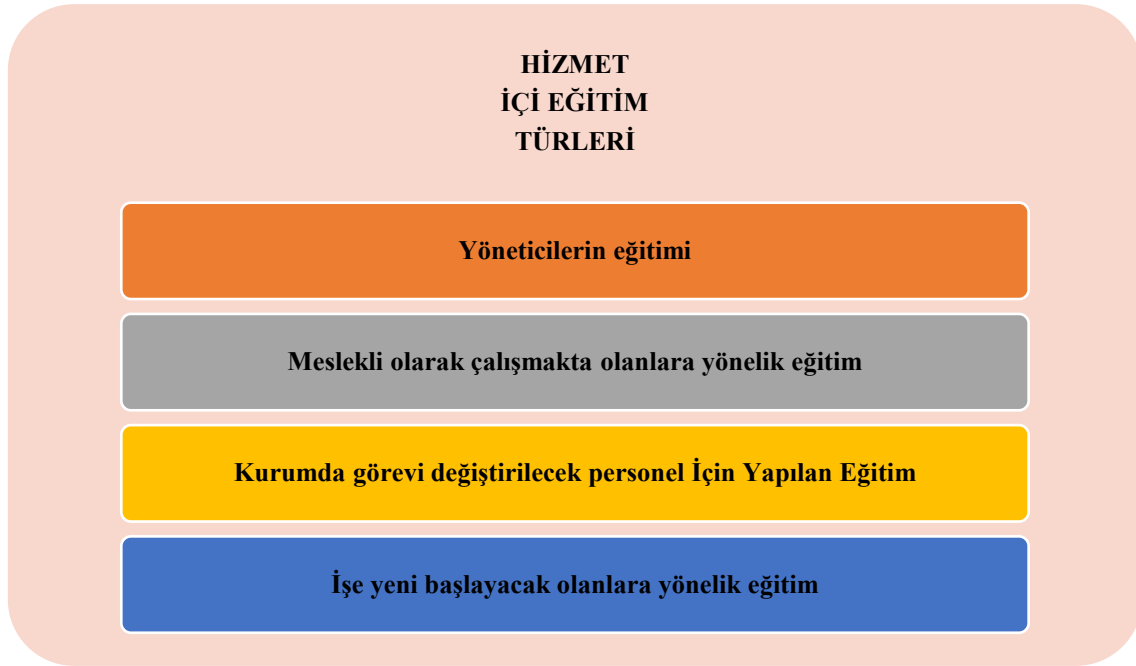 HİZMET
İÇİ EĞİTİM
TÜRLERİ
Yöneticilerin eğitimi
Meslekli olarak çalışmakta olanlara yönelik eğitim
Kurumda görevi değiştirilecek personel İçin Yapılan Eğitim
İşe yeni başlayacak olanlara yönelik eğitim